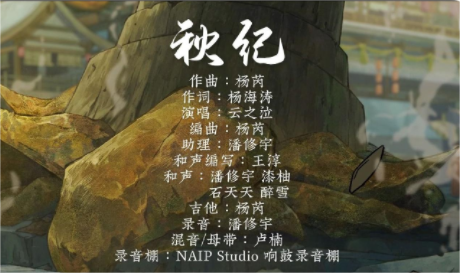 秋纪
作曲：杨芮
作词：杨海涛
演唱：云之泣
编曲：杨芮
助理：潘修宇
和声编写：王淳
和声：潘修宇 漆柚
石天天 醉雪
吉他：杨芮
录音：潘修宇
混音/母带：卢楠
录音棚：NAIP Studio 响鼓录音棚